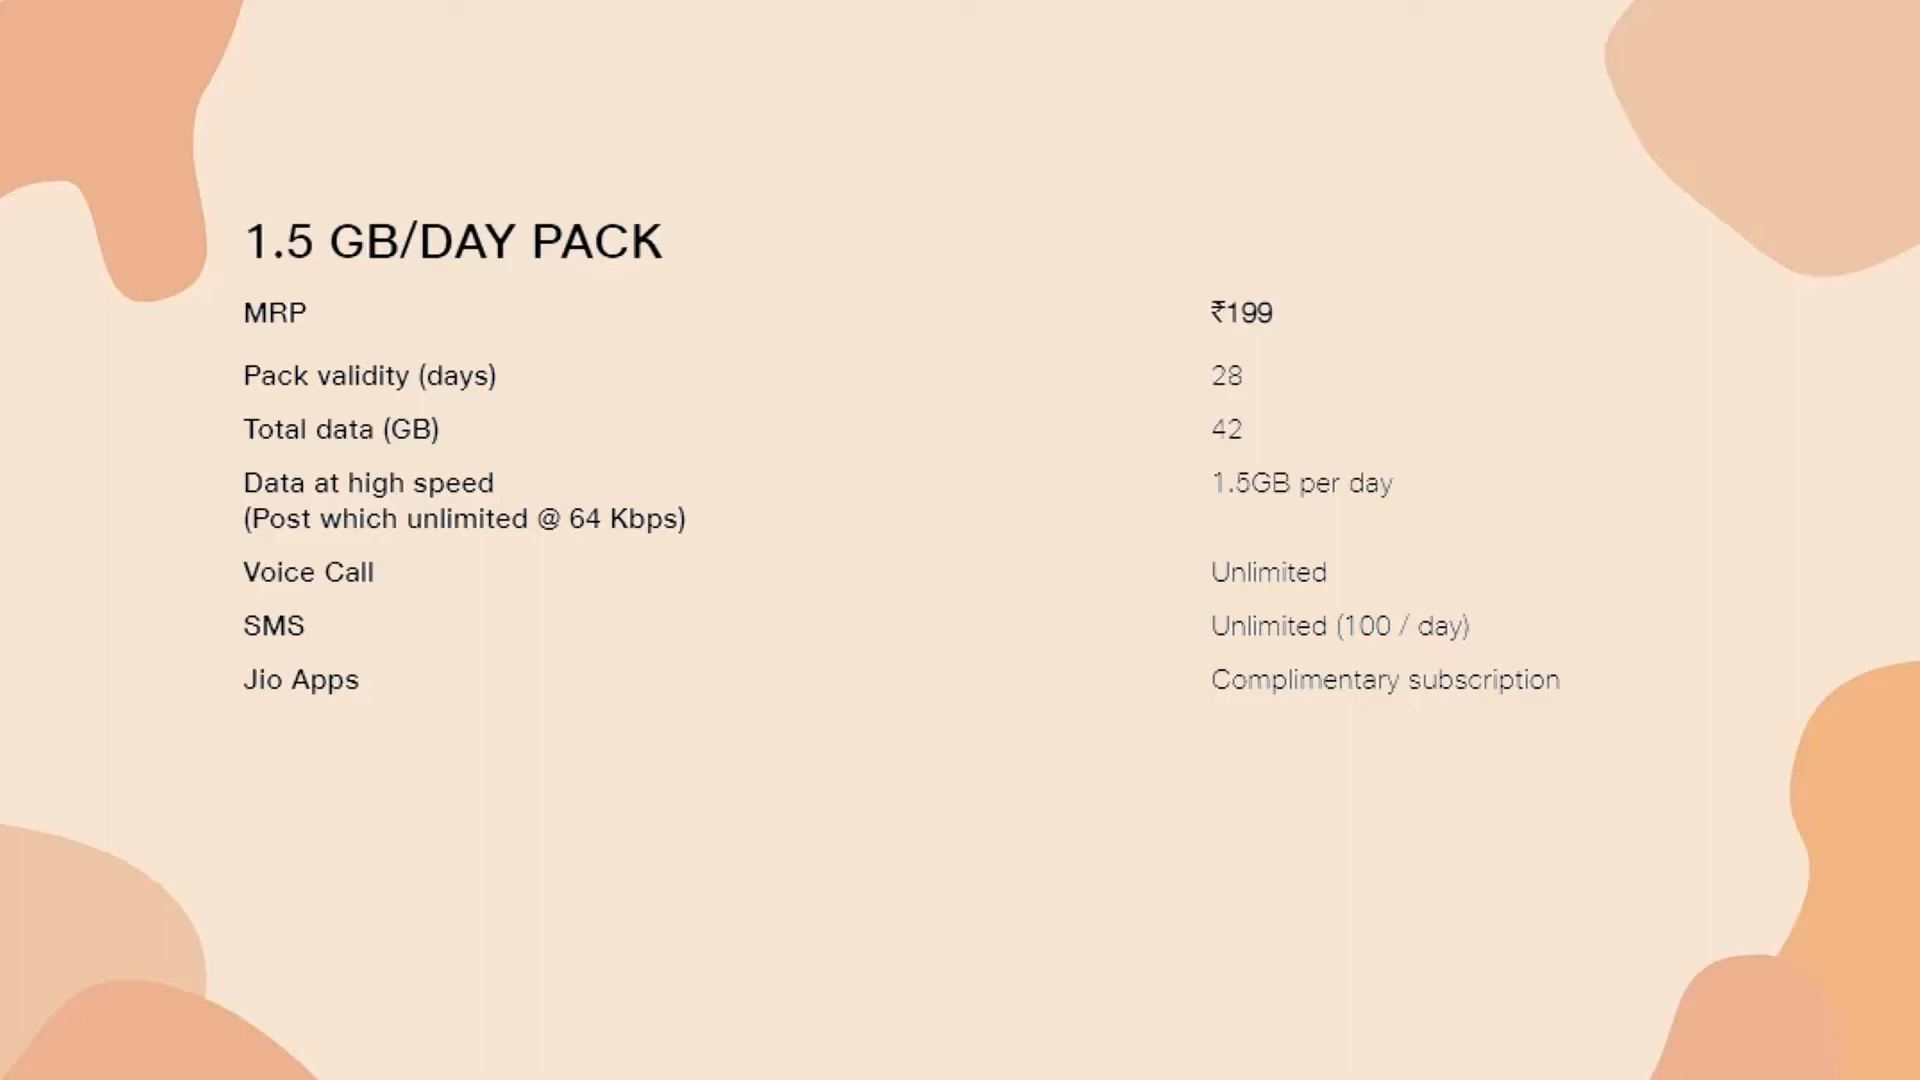 1.5 GB/DAY PACK
MRP ₹199
Pack validity (days) 28
Total data (GB) 42
Data at high speed 1.5GB per day
(Post which unlimited @ 64 Kbps)
Voice Call Unlimited
SMS Unlimited (100 / day)
Jio Apps Complimentary subscription